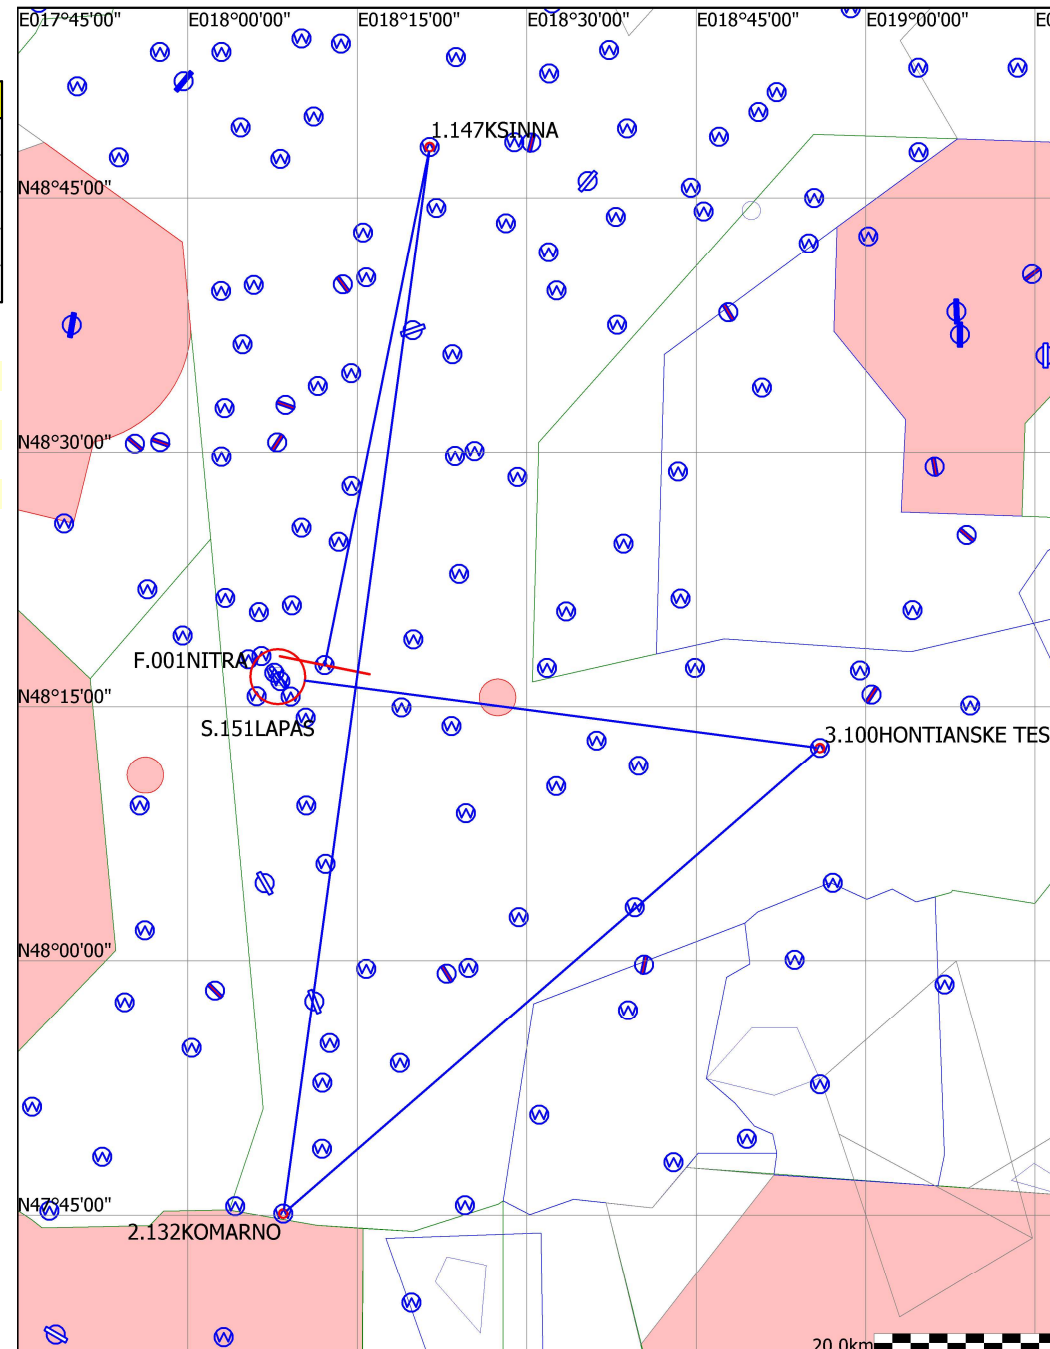 E017°45'00"
E018°00'00"
E018°15'00"
E018°30'00"
E018°45'00"
E019°00'00"
1.147KSINNA
N48°45'00"
N48°30'00"
F.001NITRA
N48°15'00"
S.151LAPAS
3.100HONTIANSKE TES
N48°00'00"
N47°45'00"
2.132KOMARNO
20.0km